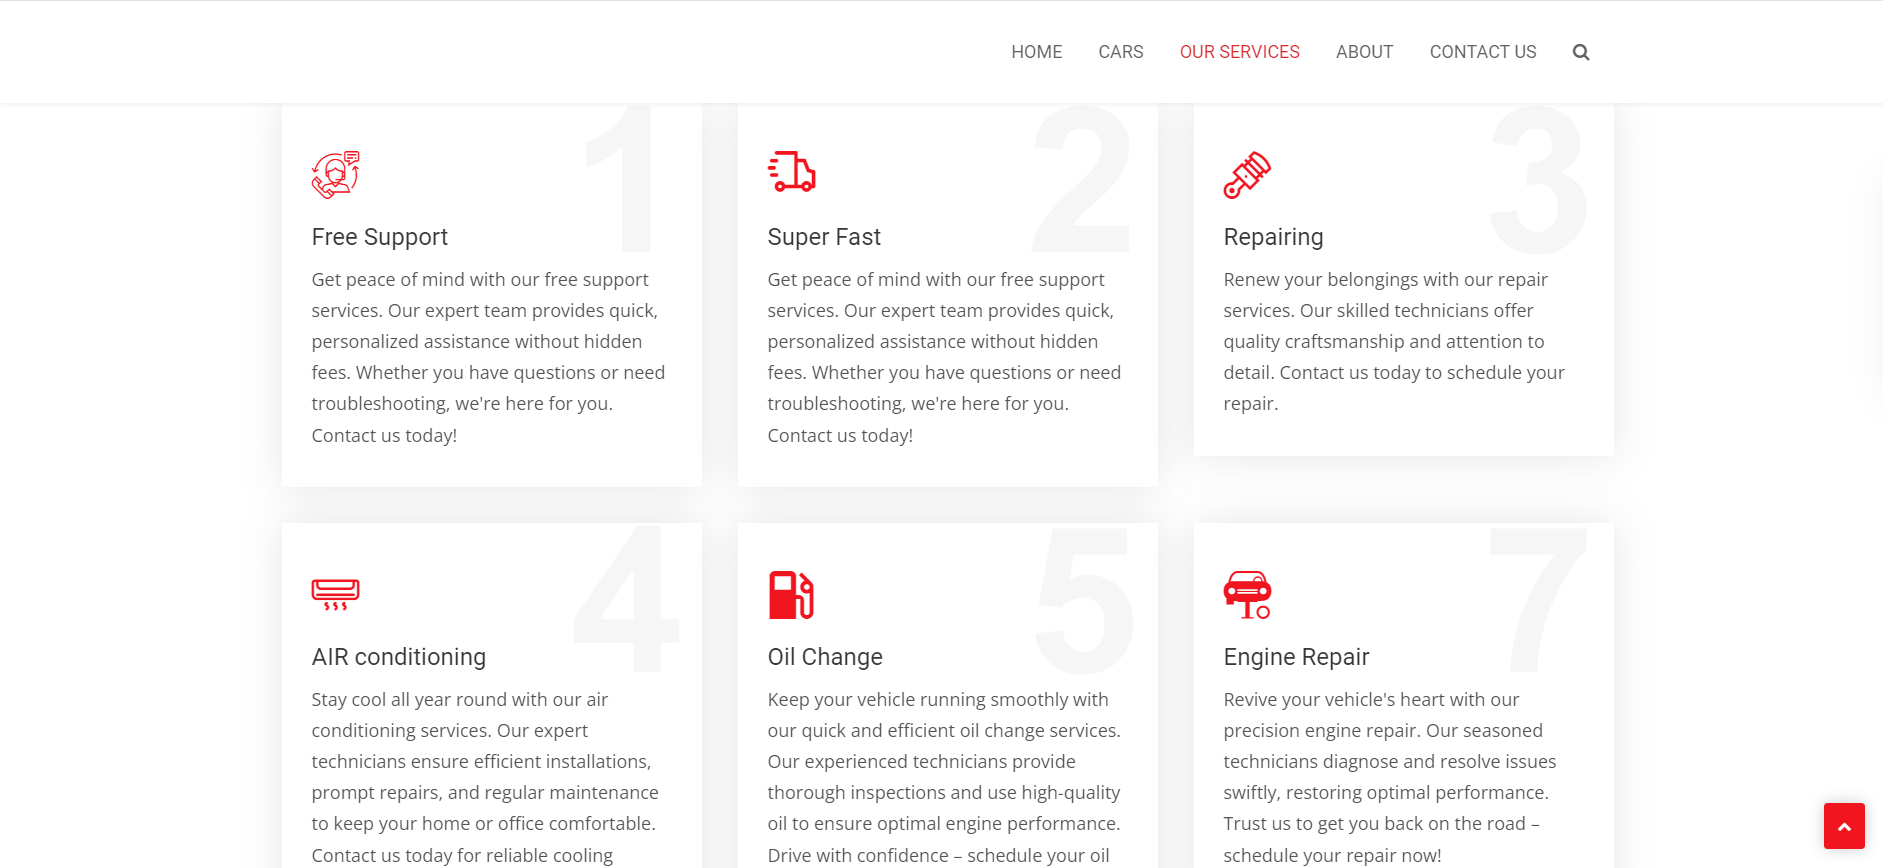 HOME CARS OUR SERVICES ABOUT CONTACT US
1
Free Support
Get peace of mind with our free support
services. Our expert team provides quick,
personalized assistance without hidden
fees. Whether you have questions or need
troubleshooting, we're here for you.
Contact us today!
2
Super Fast
Get peace of mind with our free support
services. Our expert team provides quick,
personalized assistance without hidden
fees. Whether you have questions or need
troubleshooting, we're here for you.
Contact us today!
3
Repairing
Renew your belongings with our repair
services. Our skilled technicians offer
quality craftsmanship and attention to
detail. Contact us today to schedule your
repair.
4
AIR conditioning
Stay cool all year round with our air
conditioning services. Our expert
technicians ensure efficient installations,
prompt repairs, and regular maintenance
to keep your home or office comfortable.
Contact us today for reliable cooling
5
Oil Change
Keep your vehicle running smoothly with
our quick and efficient oil change services.
Our experienced technicians provide
thorough inspections and use high-quality
oil to ensure optimal engine performance.
Drive with confidence – schedule your oil
7
Engine Repair
Revive your vehicle's heart with our
precision engine repair. Our seasoned
technicians diagnose and resolve issues
swiftly, restoring optimal performance.
Trust us to get you back on the road –
schedule your repair now!